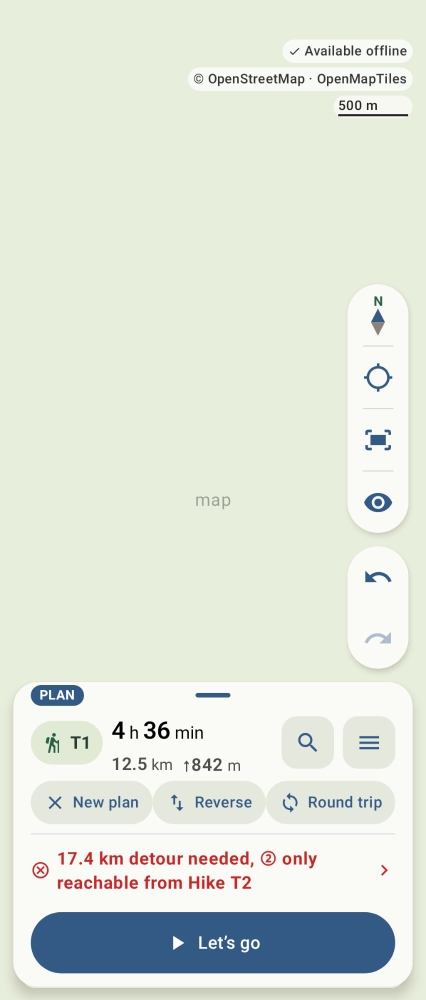 ✓ Available offline
© OpenStreetMap · OpenMapTiles
500 m
N
map
PLAN
T1
4 h 36 min
12.5 km ↑842 m
New plan
Reverse
Round trip
17.4 km detour needed, ② only
reachable from Hike T2
Let’s go